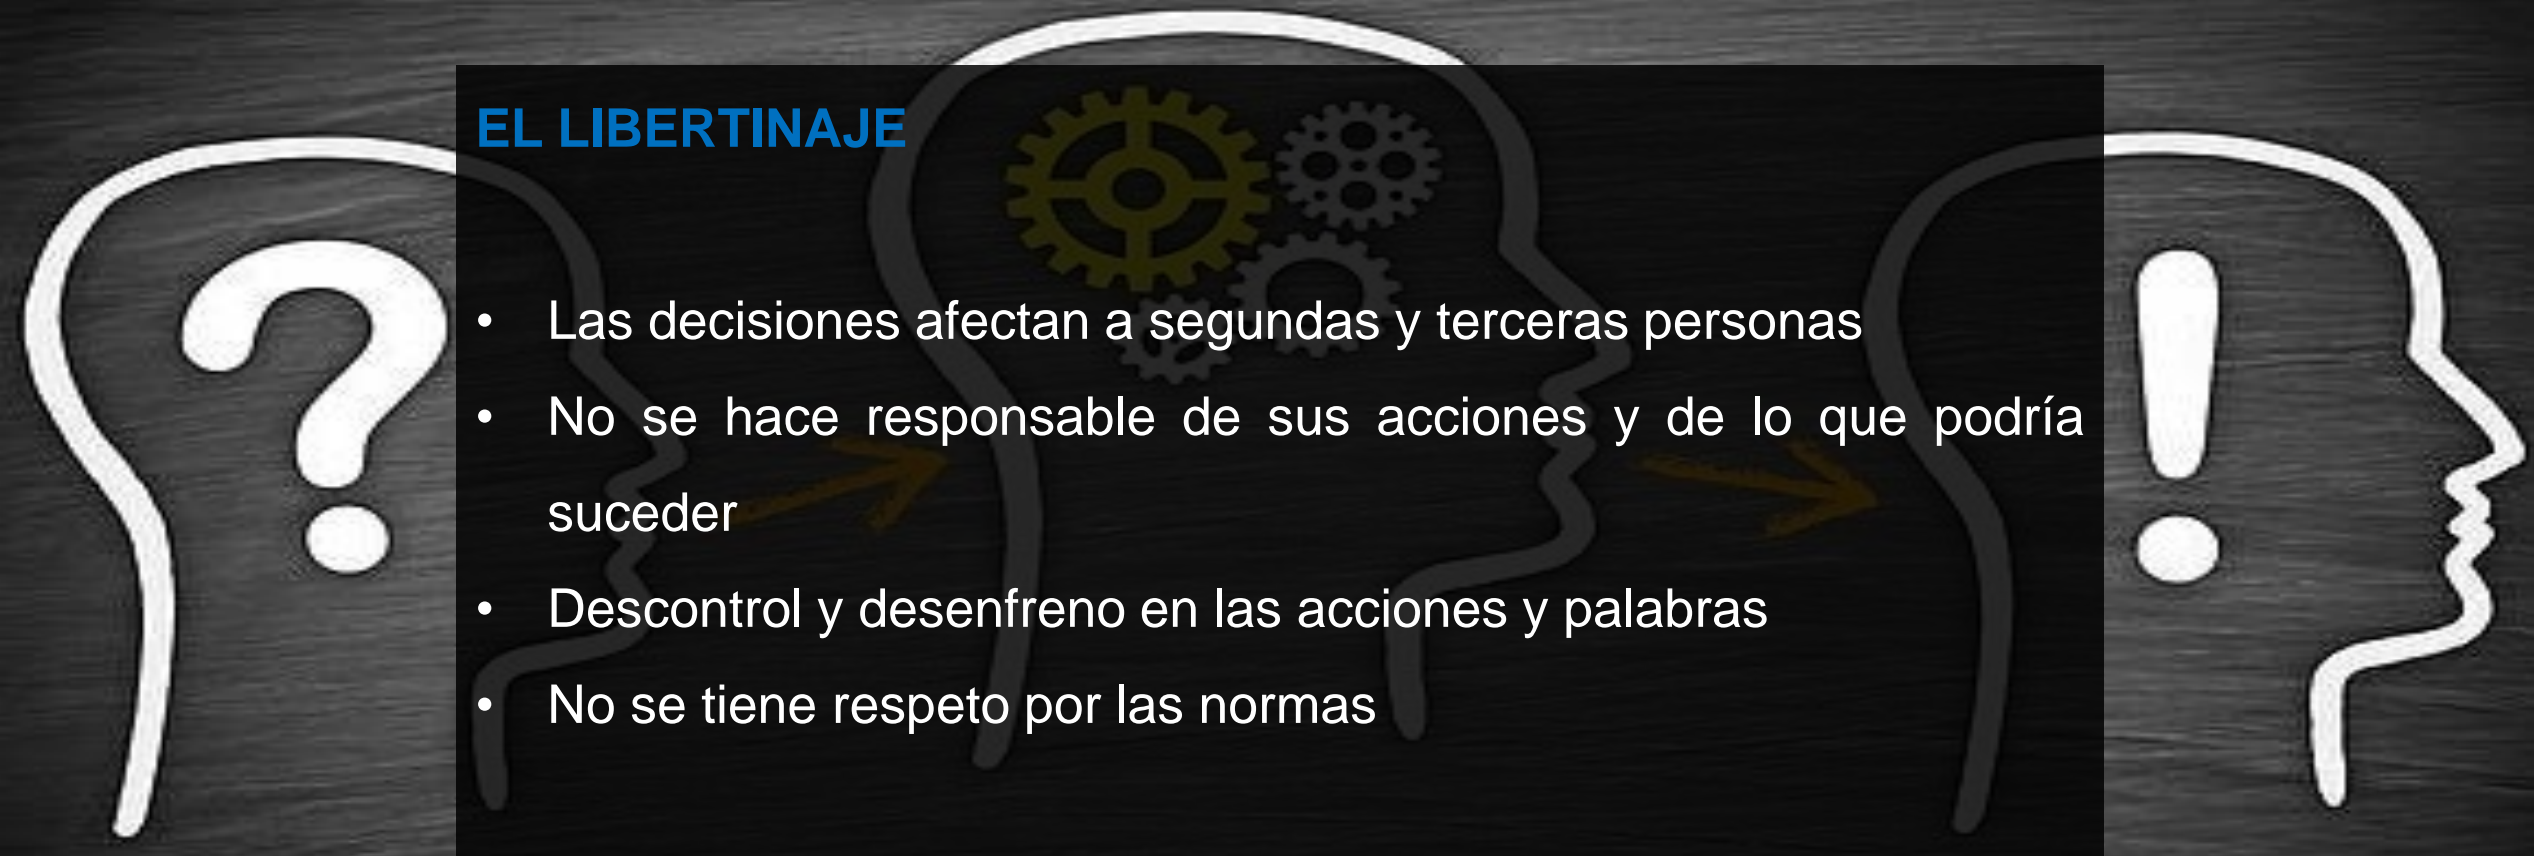 EL LIBERTINAJE
• Las decisiones afectan a segundas y terceras personas
• No se hace responsable de sus acciones y de lo que podría
suceder
• Descontrol y desenfreno en las acciones y palabras
• No se tiene respeto por las normas